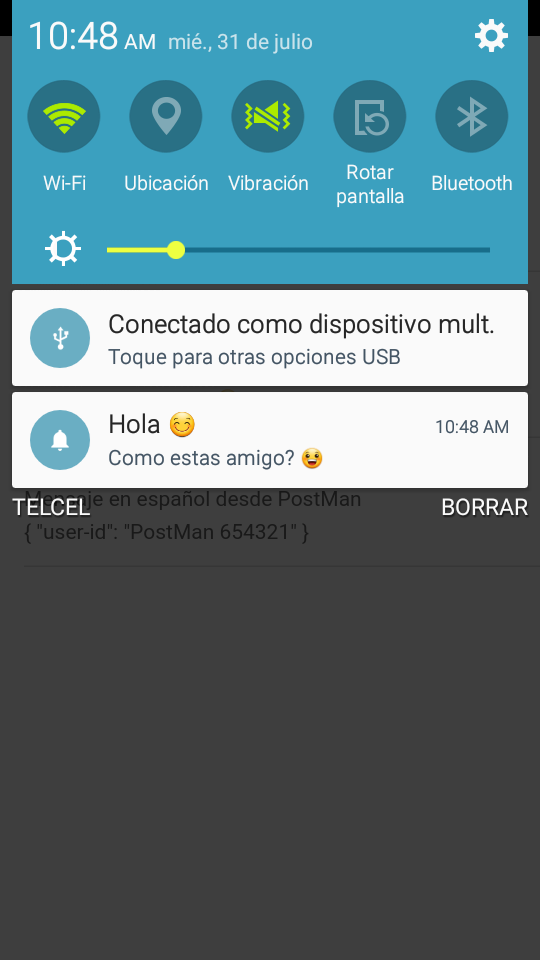 10:48 AM mié., 31 de julio
Wi-Fi
Ubicación
Vibración
Rotar
pantalla
Bluetooth
Conectado como dispositivo mult.
Toque para otras opciones USB
Hola 😊
10:48 AM
Como estas amigo? 😀
Mensaje en español desde PostMan
TELCEL
BORRAR
{ "user-id": "PostMan 654321" }